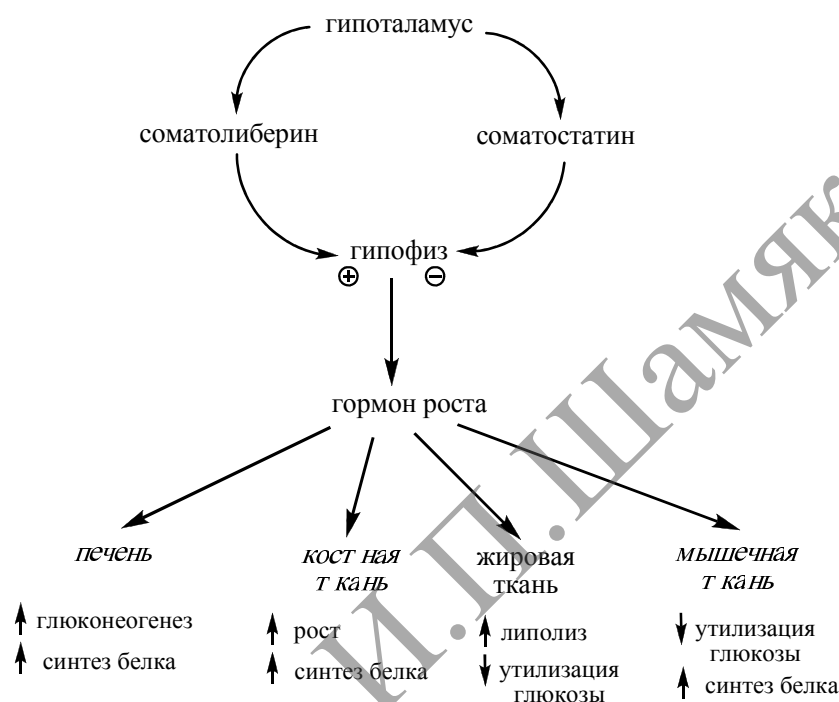 гипоталамус
соматолиберин
соматостатин
гипофиз
+
−
гормон роста
печень
глюконеогенез
синтез белка
костная
ткань
рост
синтез белка
жировая
ткань
липолиз
утилизация
глюкозы
мышечная
ткань
утилизация
глюкозы
синтез белка
И.П.Шамяк